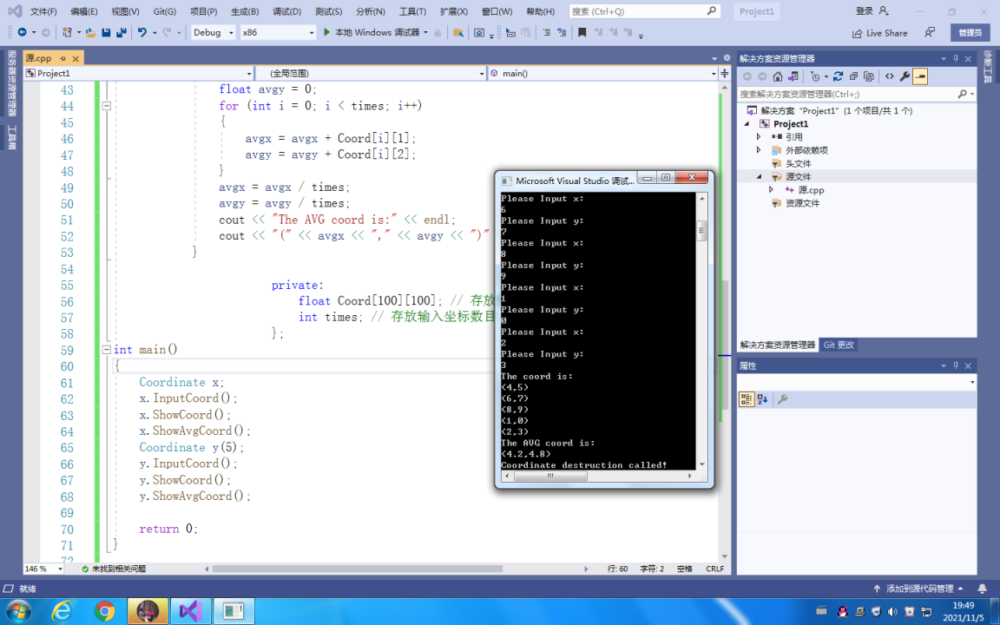 文件(F) 编辑(E) 视图(V) Git(G) 项目(P) 生成(B) 调试(D) 测试(S) 分析(N) 工具(T) 扩展(X) 窗口(W) 帮助(H) 搜索 (Ctrl+Q) Project1 登录
Debug x86 本地 Windows 调试器 Live Share 管理员
服务器资源管理器
工具箱
源.cpp
Project1 (全局范围) main()
43 float avgy = 0;
44 for (int i = 0; i < times; i++)
45 {
46 avgx = avgx + Coord[i][1];
47 avgy = avgy + Coord[i][2];
48 }
49 avgx = avgx / times;
50 avgy = avgy / times;
51 cout << "The AVG coord is:" << endl;
52 cout << "(" << avgx << "," << avgy << ")"
53 }
54
55 private:
56 float Coord[100][100]; // 存放
57 int times; // 存放输入坐标数目
58 };
59 int main()
60 {
61 Coordinate x;
62 x.InputCoord();
63 x.ShowCoord();
64 x.ShowAvgCoord();
65 Coordinate y(5);
66 y.InputCoord();
67 y.ShowCoord();
68 y.ShowAvgCoord();
69
70 return 0;
71 }
72
146 % 未找到相关问题 行: 60 字符: 2 空格 CRLF
Microsoft Visual Studio 调试...
Please Input x:
6
Please Input y:
7
Please Input x:
8
Please Input y:
9
Please Input x:
1
Please Input y:
0
Please Input x:
2
Please Input y:
3
The coord is:
(4,5)
(6,7)
(8,9)
(1,0)
(2,3)
The AVG coord is:
(4.2,4.8)
Coordinate destruction called!
解决方案资源管理器
搜索解决方案资源管理器(Ctrl+;)
解决方案 "Project1" (1 个项目/共 1 个)
Project1
引用
外部依赖项
头文件
源文件
源.cpp
资源文件
解决方案资源管理器 Git 更改
属性
诊断工具
就绪 添加到源代码管理
19:49
2021/11/5